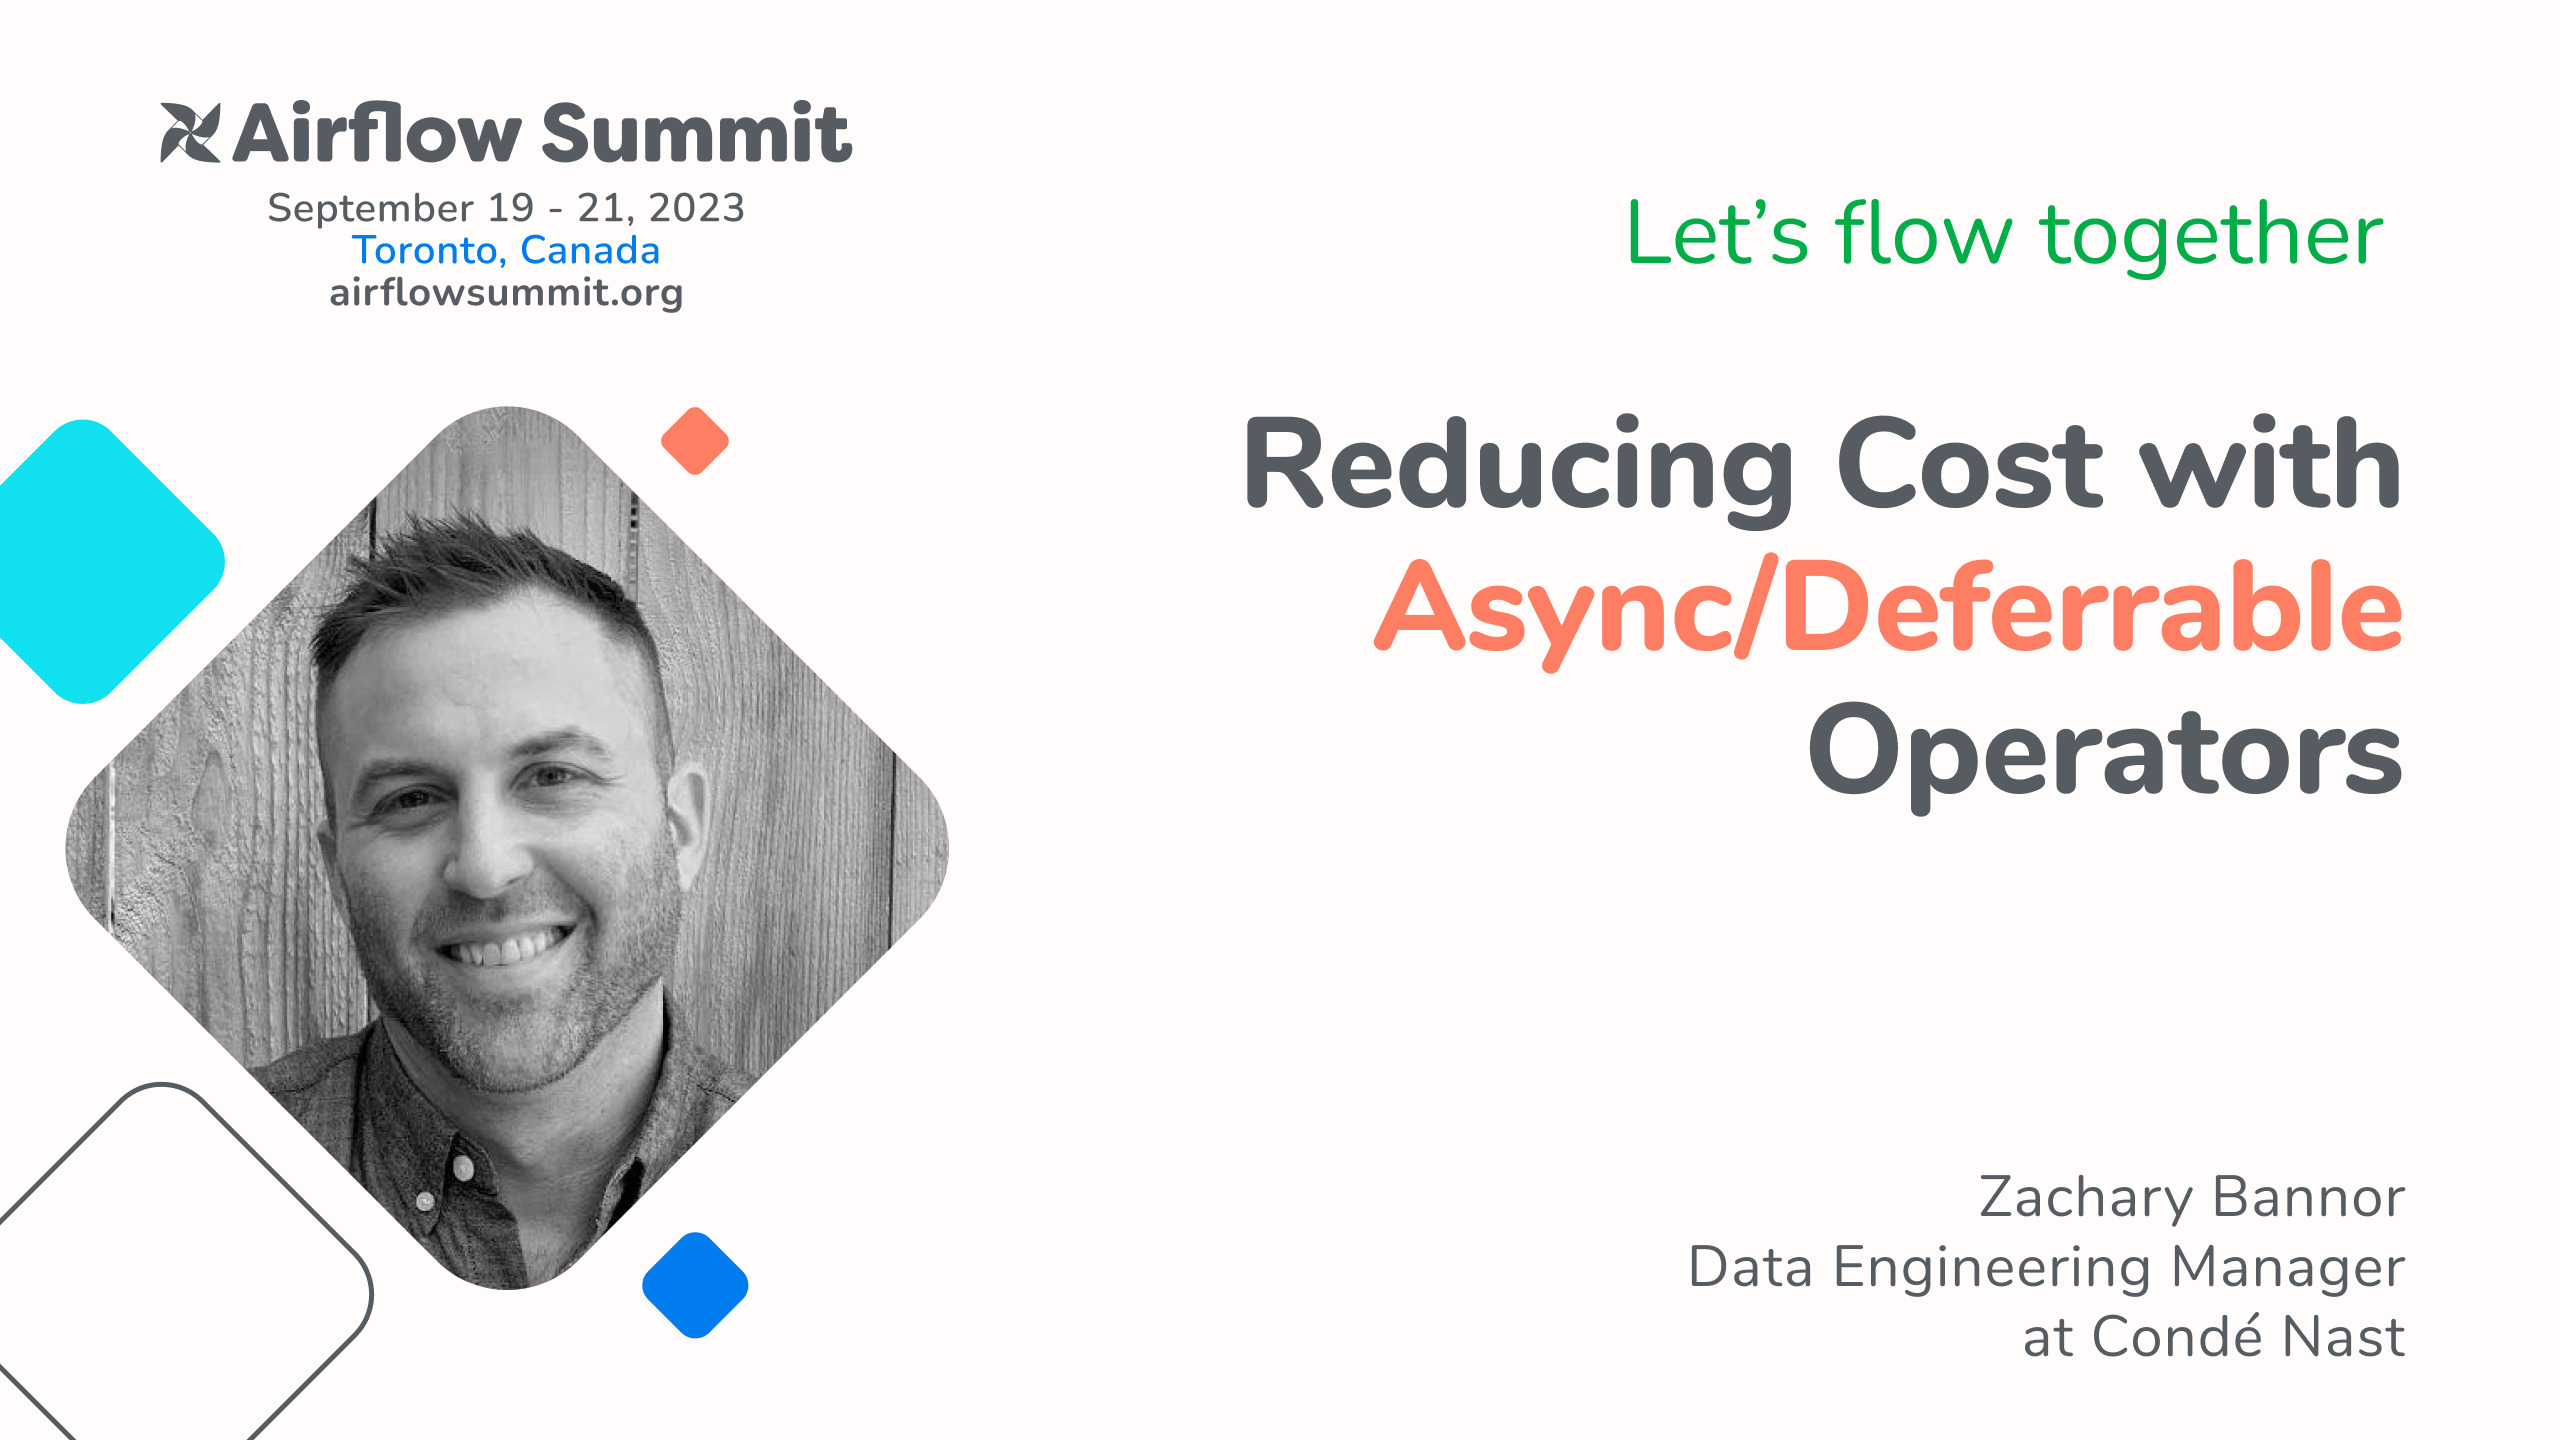 Airflow Summit
September 19 - 21, 2023
Toronto, Canada
airflowsummit.org
Let’s flow together
Reducing Cost with
Async/Deferrable
Operators
Zachary Bannor
Data Engineering Manager
at Condé Nast